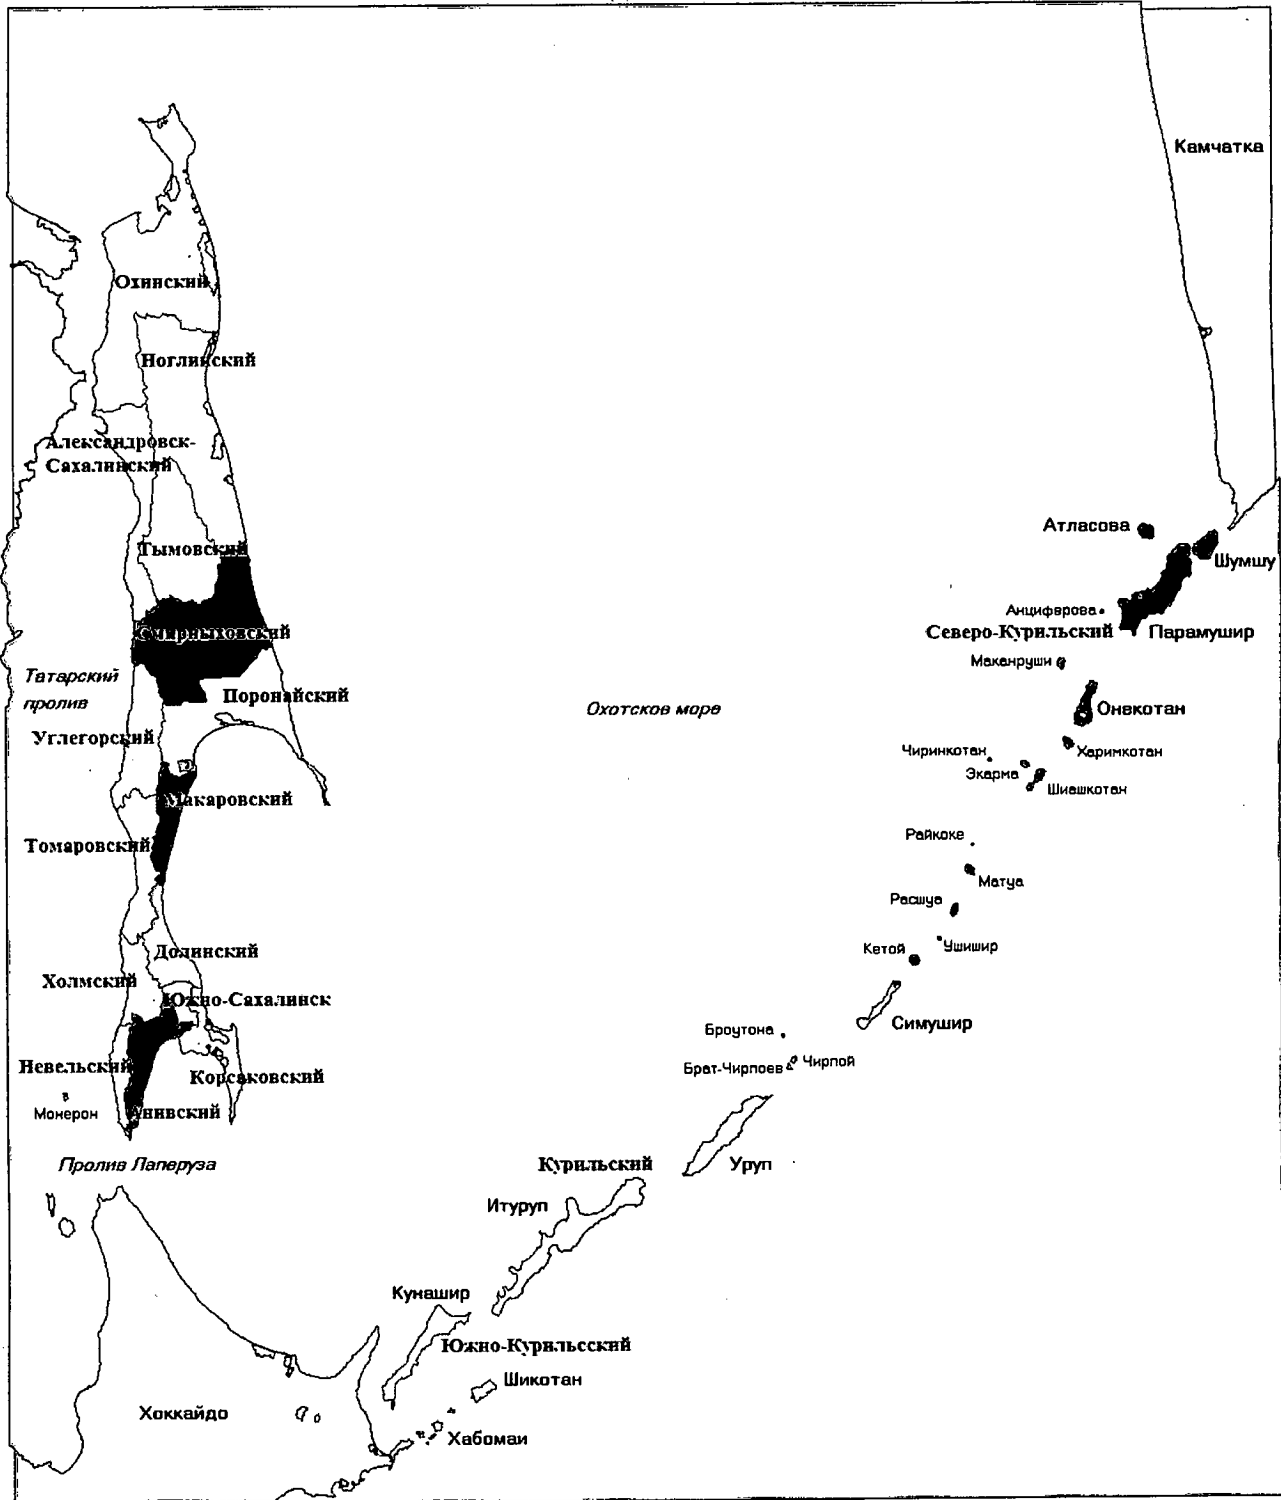 Камчатка
Охинский
Ноглинский
Александровск-
Сахалинский
Атласова
Тымовский
Шумшу
Анциферова
Смирныховский
Северо-Курильский
Парамушир
Маканруши
Татарский
пролив
Поронайский
Охотское море
Онекотан
Углегорский
Чиринкотан
Харимкотан
Экарма
Шиашкотан
Макаровский
Райкоке
Томаровский
Матуа
Расшуа
Долинский
Кетой
Ушишир
Холмский
Южно-Сахалинск
Симушир
Броутона
Невельский
Брат-Чирпоев
Чирпой
Корсаковский
Монерон
Анивский
Пролив Лаперуза
Курильский
Уруп
Итуруп
Кунашир
Южно-Курильсский
Шикотан
Хоккайдо
Хабомаи